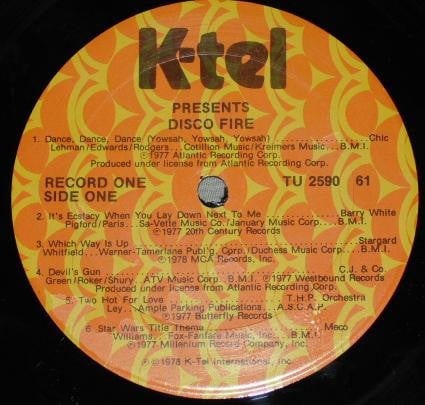 K-tel
PRESENTS
DISCO FIRE
1. Dance, Dance, Dance (Yowsah, Yowsah, Yowsah) .......... Chic
Lehman/Edwards/Rodgers...Cotillion Music/Kreimers Music...B.M.I.
℗1977 Atlantic Recording Corp.
Produced under license from Atlantic Recording Corp.
RECORD ONE TU 2590 61
SIDE ONE
2. It's Ecstacy When You Lay Down Next To Me .......... Barry White
Pigford/Paris...Sa-Vette Music Co./January Music Corp...B.M.I.
℗1977 20th Century Records
3. Which Way Is Up .......... Stargard
Whitfield...Warner-Tamerlane Publ'g. Corp./Duchess Music Corp...B.M.I.
℗1978 MCA Records, Inc.
4. Devil's Gun .......... C.J. & Co.
Green/Roker/Shury...ATV Music Corp...B.M.I. ℗1977 Westbound Records
Produced under license from Atlantic Recording Corp.
5. Two Hot For Love .......... T.H.P. Orchestra
Ley...Ample Parking Publications...A.S.C.A.P.
℗1977 Butterfly Records
6. Star Wars Title Theme .......... Meco
Williams...Fox-Fanfare Music, Inc...B.M.I.
℗1977 Millenium Record Company, Inc.
℗©1978 K-Tel International, Inc.